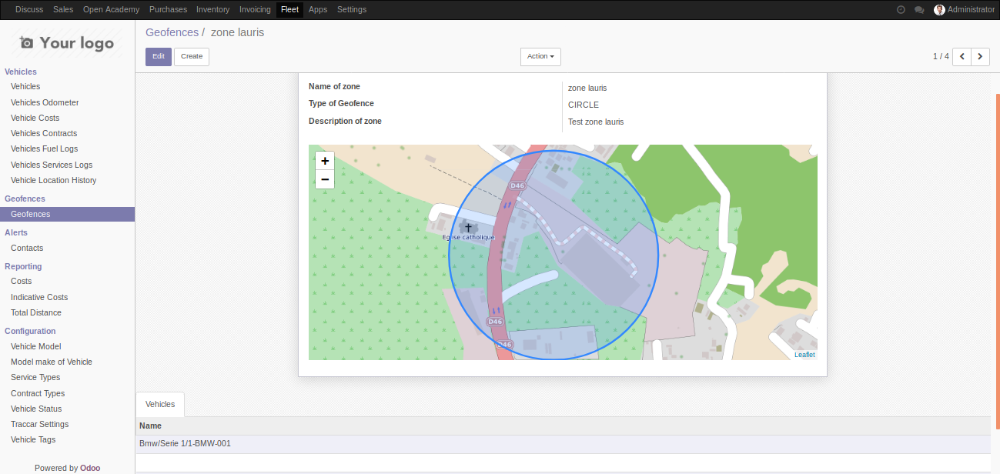 Discuss Sales Open Academy Purchases Inventory Invoicing Fleet Apps Settings Administrator
Your logo
Vehicles
Vehicles
Vehicles Odometer
Vehicle Costs
Vehicles Contracts
Vehicles Fuel Logs
Vehicles Services Logs
Vehicle Location History
Geofences
Geofences
Alerts
Contacts
Reporting
Costs
Indicative Costs
Total Distance
Configuration
Vehicle Model
Model make of Vehicle
Service Types
Contract Types
Vehicle Status
Traccar Settings
Vehicle Tags
Powered by Odoo
Geofences / zone lauris
Edit Create Action 1 / 4
Name of zone zone lauris
Type of Geofence CIRCLE
Description of zone Test zone lauris
+
−
D46
Église catholique
D46
D46
Leaflet
Vehicles
Name
Bmw/Serie 1/1-BMW-001